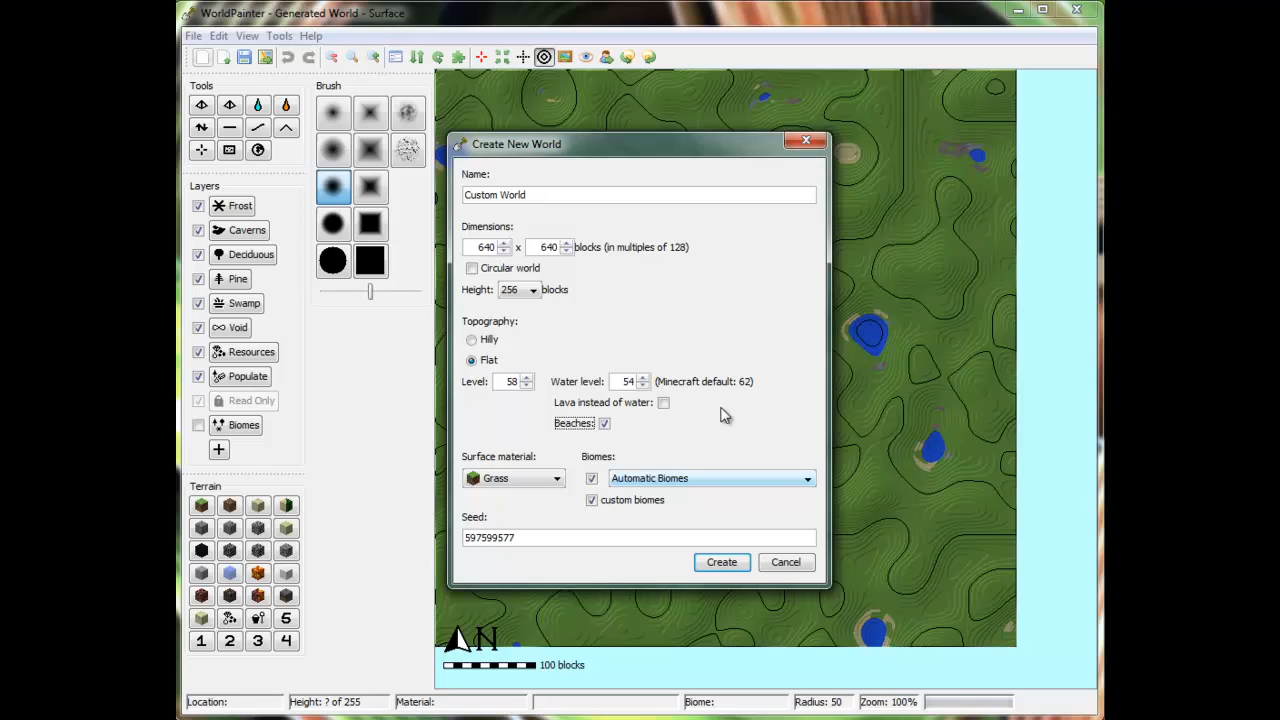 WorldPainter - Generated World - Surface
File Edit View Tools Help
Tools
Brush
Layers
Frost
Caverns
Deciduous
Pine
Swamp
Void
Resources
Populate
Read Only
Biomes
Terrain
5
1 2 3 4
Create New World
Name:
Custom World
Dimensions:
640 x 640 blocks (in multiples of 128)
Circular world
Height: 256 blocks
Topography:
Hilly
Flat
Level: 58 Water level: 54 (Minecraft default: 62)
Lava instead of water:
Beaches:
Surface material: Biomes:
Grass Automatic Biomes
custom biomes
Seed:
597599577
Create Cancel
N
100 blocks
Location: Height: ? of 255 Material: Biome: Radius: 50 Zoom: 100%